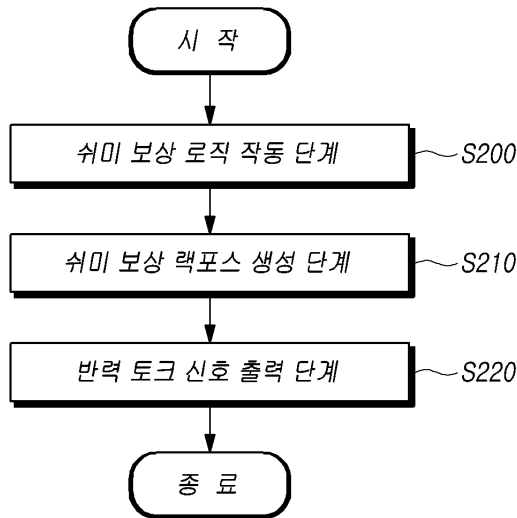 시 작
쉬미 보상 로직 작동 단계
S200
쉬미 보상 랙포스 생성 단계
S210
반력 토크 신호 출력 단계
S220
종 료